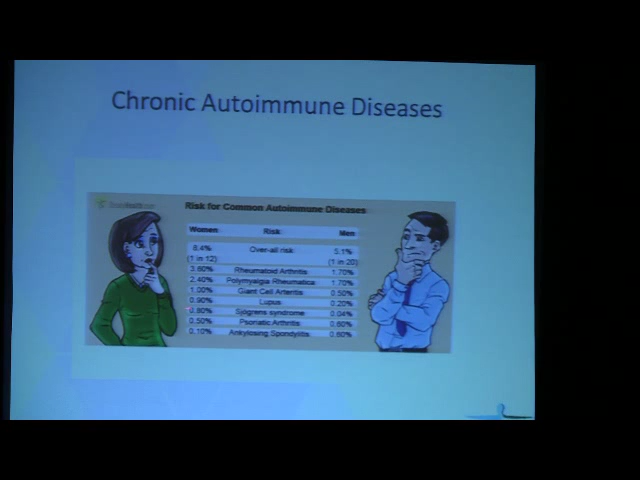 Chronic Autoimmune Diseases
Risk for Common Autoimmune Diseases
Women Risk Men
8.4% Over-all risk 5.1%
(1 in 12) (1 in 20)
3.60% Rheumatoid Arthritis 1.70%
2.40% Polymyalgia Rheumatica 1.70%
1.00% Giant Cell Arteritis 0.50%
0.90% Lupus 0.20%
0.80% Sjögrens syndrome 0.04%
0.50% Psoriatic Arthritis 0.60%
0.10% Ankylosing Spondylitis 0.60%